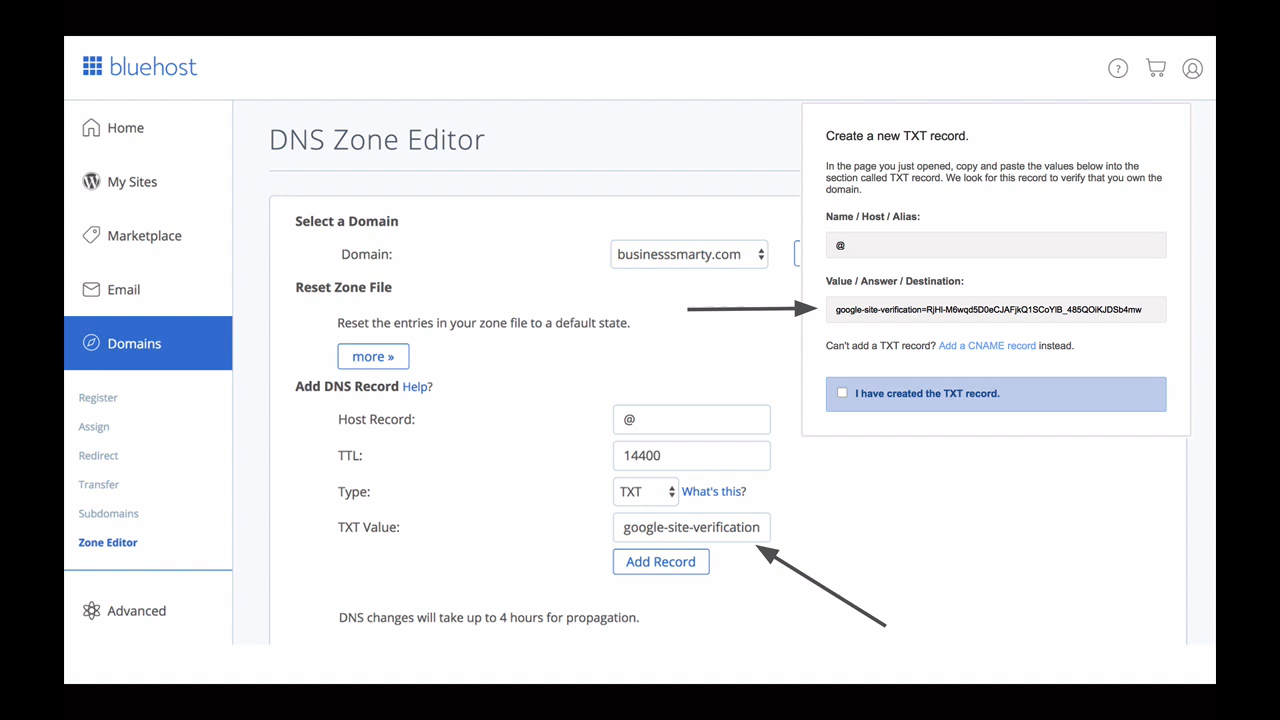 bluehost
?
Home
My Sites
Marketplace
Email
Domains
Register
Assign
Redirect
Transfer
Subdomains
Zone Editor
Advanced
DNS Zone Editor
Select a Domain
Domain: businesssmarty.com
Reset Zone File
Reset the entries in your zone file to a default state.
more »
Add DNS Record Help?
Host Record: @
TTL: 14400
Type: TXT What's this?
TXT Value: google-site-verification
Add Record
DNS changes will take up to 4 hours for propagation.
Create a new TXT record.
In the page you just opened, copy and paste the values below into the
section called TXT record. We look for this record to verify that you own the
domain.
Name / Host / Alias:
@
Value / Answer / Destination:
google-site-verification=RjHl-M6wqd5D0eCJAFjkQ1SCoYlB_485QOiKJDSb4mw
Can't add a TXT record? Add a CNAME record instead.
I have created the TXT record.